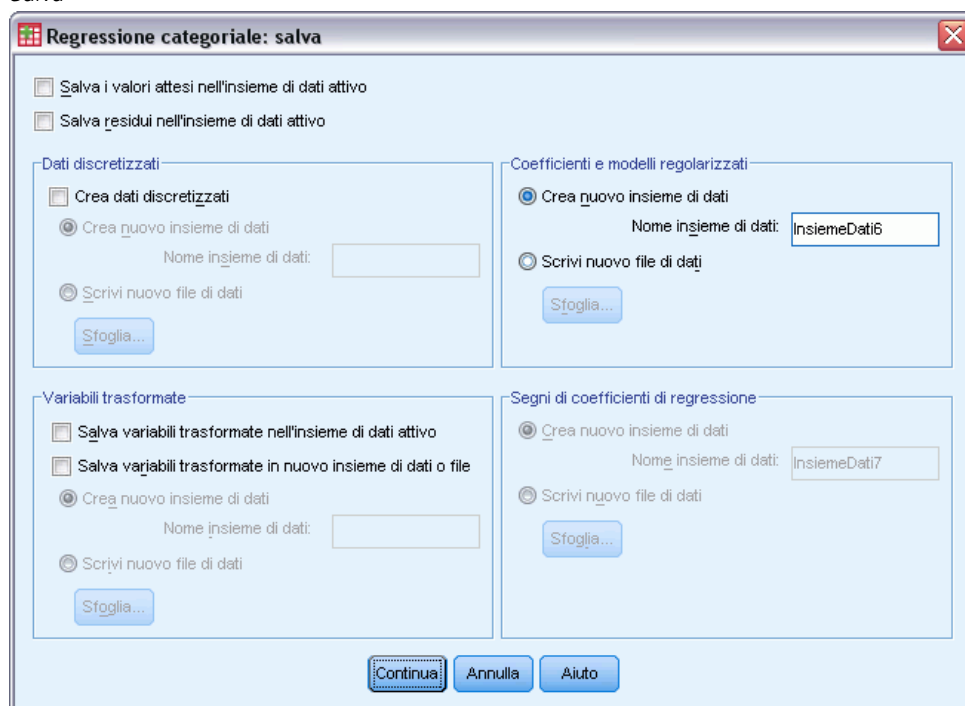 Salva
Regressione categoriale: salva
Salva i valori attesi nell'insieme di dati attivo
Salva residui nell'insieme di dati attivo
Dati discretizzati
Crea dati discretizzati
Crea nuovo insieme di dati
Nome insieme di dati:
Scrivi nuovo file di dati
Sfoglia...
Coefficienti e modelli regolarizzati
Crea nuovo insieme di dati
Nome insieme di dati: InsiemeDati6
Scrivi nuovo file di dati
Sfoglia...
Variabili trasformate
Salva variabili trasformate nell'insieme di dati attivo
Salva variabili trasformate in nuovo insieme di dati o file
Crea nuovo insieme di dati
Nome insieme di dati:
Scrivi nuovo file di dati
Sfoglia...
Segni di coefficienti di regressione
Crea nuovo insieme di dati
Nome insieme di dati: InsiemeDati7
Scrivi nuovo file di dati
Sfoglia...
Continua Annulla Aiuto